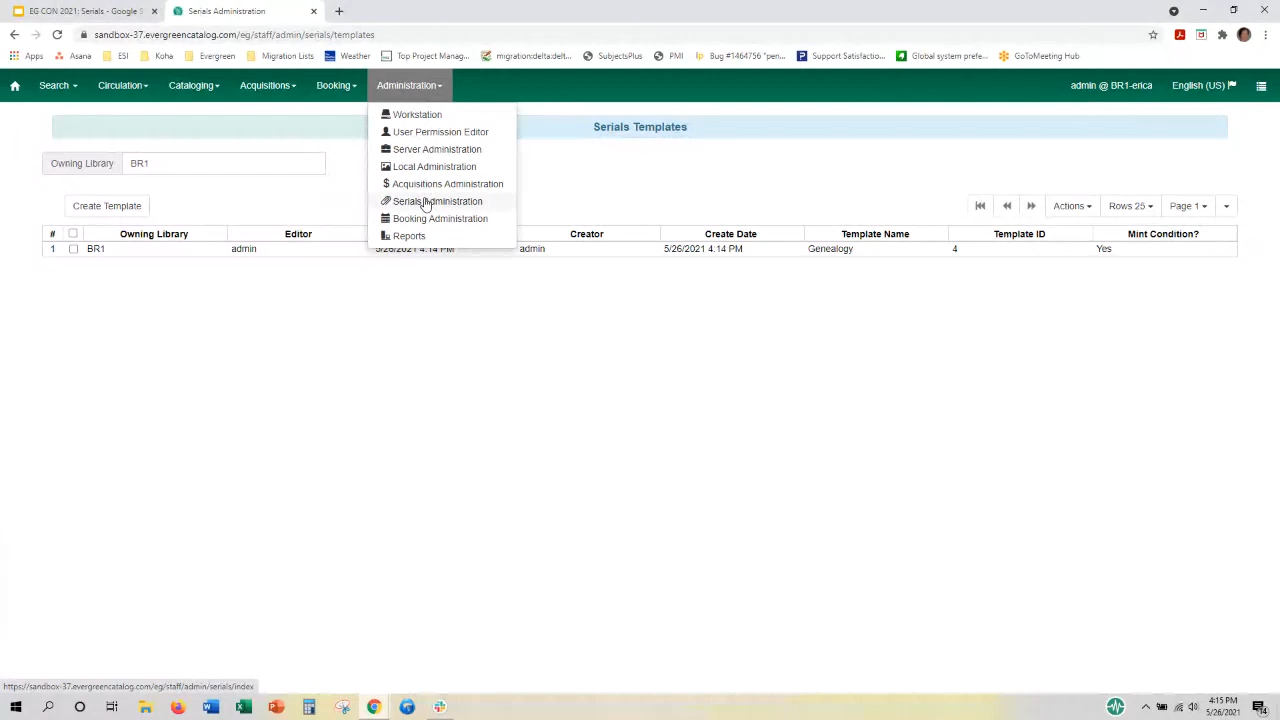 EG CON 2021: Serials - Google S
Serials Administration
sandbox-37.evergreencatalog.com/eg/staff/admin/serials/templates
Apps Asana ESI Koha Evergreen Migration Lists Weather Top Project Manag... migration:delta:delt... SubjectsPlus PMI Bug #1464756 "pen... Support Satisfactio... Global system prefe... GoToMeeting Hub
Search Circulation Cataloging Acquisitions Booking Administration admin @ BR1-erica English (US)
Workstation
User Permission Editor
Server Administration
Local Administration
Acquisitions Administration
Serials Administration
Booking Administration
Reports
Serials Templates
Owning Library BR1
Create Template Actions Rows 25 Page 1
# Owning Library Editor Creator Create Date Template Name Template ID Mint Condition?
1 BR1 admin 5/26/2021 4:14 PM admin 5/26/2021 4:14 PM Genealogy 4 Yes
https://sandbox-37.evergreencatalog.com/eg/staff/admin/serials/index
4:15 PM
5/26/2021